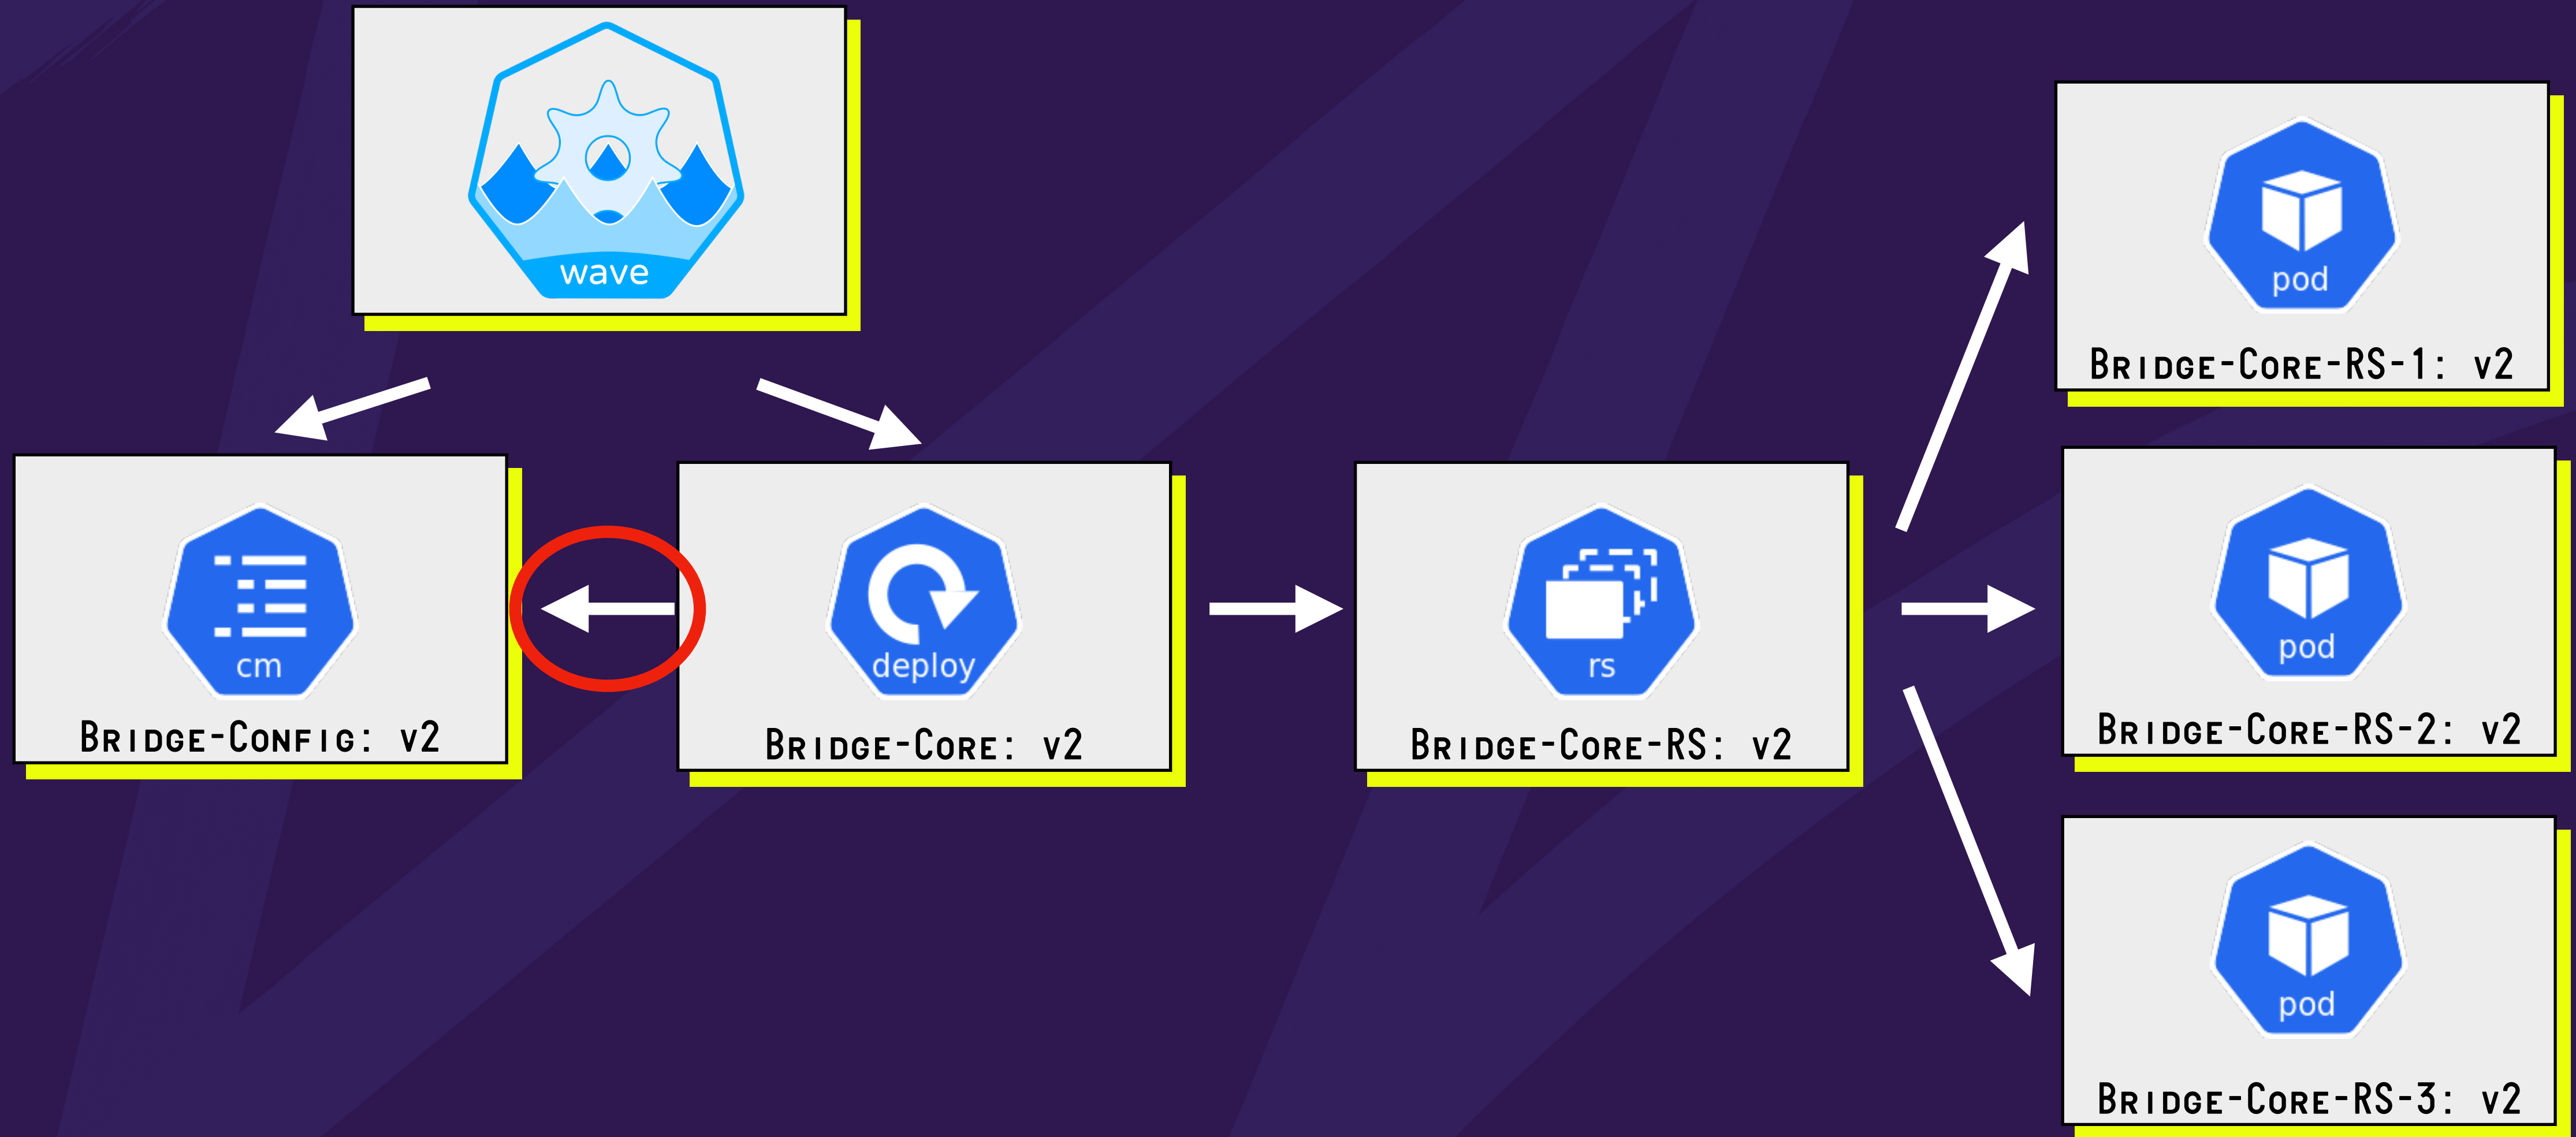 wave
pod
Bridge-Core-RS-1: v2
cm
Bridge-Config: v2
deploy
Bridge-Core: v2
rs
Bridge-Core-RS: v2
pod
Bridge-Core-RS-2: v2
pod
Bridge-Core-RS-3: v2